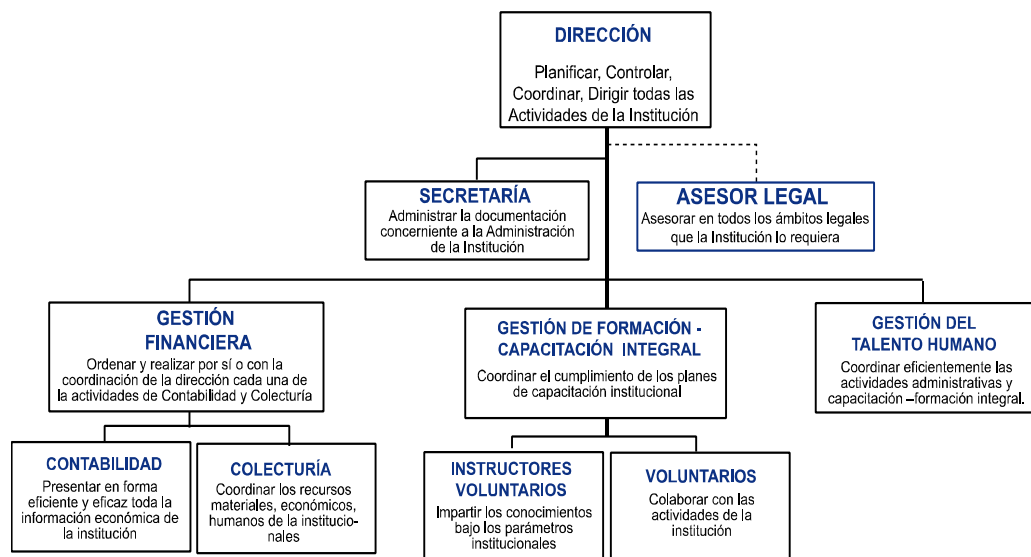 DIRECCIÓN
Planificar, Controlar,
Coordinar, Dirigir todas las
Actividades de la Institución
SECRETARÍA
Administrar la documentación
concerniente a la Administración
de la Institución
ASESOR LEGAL
Asesorar en todos los ámbitos legales
que la Institución lo requiera
GESTIÓN
FINANCIERA
Ordenar y realizar por sí o con la
coordinación de la dirección cada una de
la actividades de Contabilidad y Colecturía
GESTIÓN DE FORMACIÓN -
CAPACITACIÓN INTEGRAL
Coordinar el cumplimiento de los planes
de capacitación institucional
GESTIÓN DEL
TALENTO HUMANO
Coordinar eficientemente las
actividades administrativas y
capacitación –formación integral.
CONTABILIDAD
Presentar en forma
eficiente y eficaz toda la
información económica de
la institución
COLECTURÍA
Coordinar los recursos
materiales, económicos,
humanos de la institucio-
nales
INSTRUCTORES
VOLUNTARIOS
Impartir los conocimientos
bajo los parámetros
institucionales
VOLUNTARIOS
Colaborar con las
actividades de la
institución